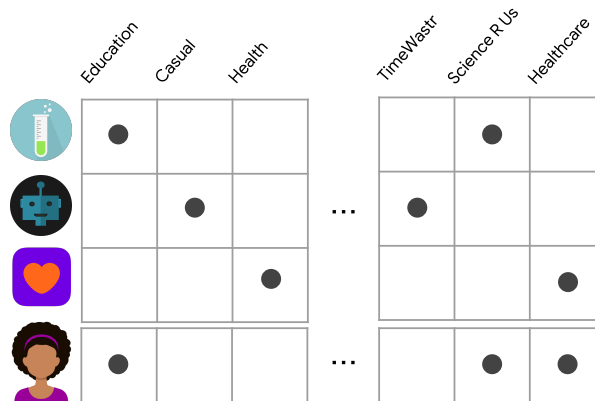 Education
Casual
Health
TimeWastr
Science R Us
Healthcare
...
...